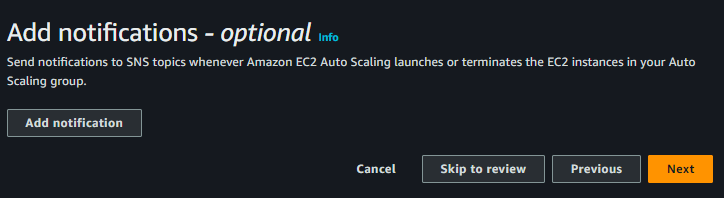 Add notifications - optional Info
Send notifications to SNS topics whenever Amazon EC2 Auto Scaling launches or terminates the EC2 instances in your Auto
Scaling group.
Add notification
Cancel Skip to review Previous Next